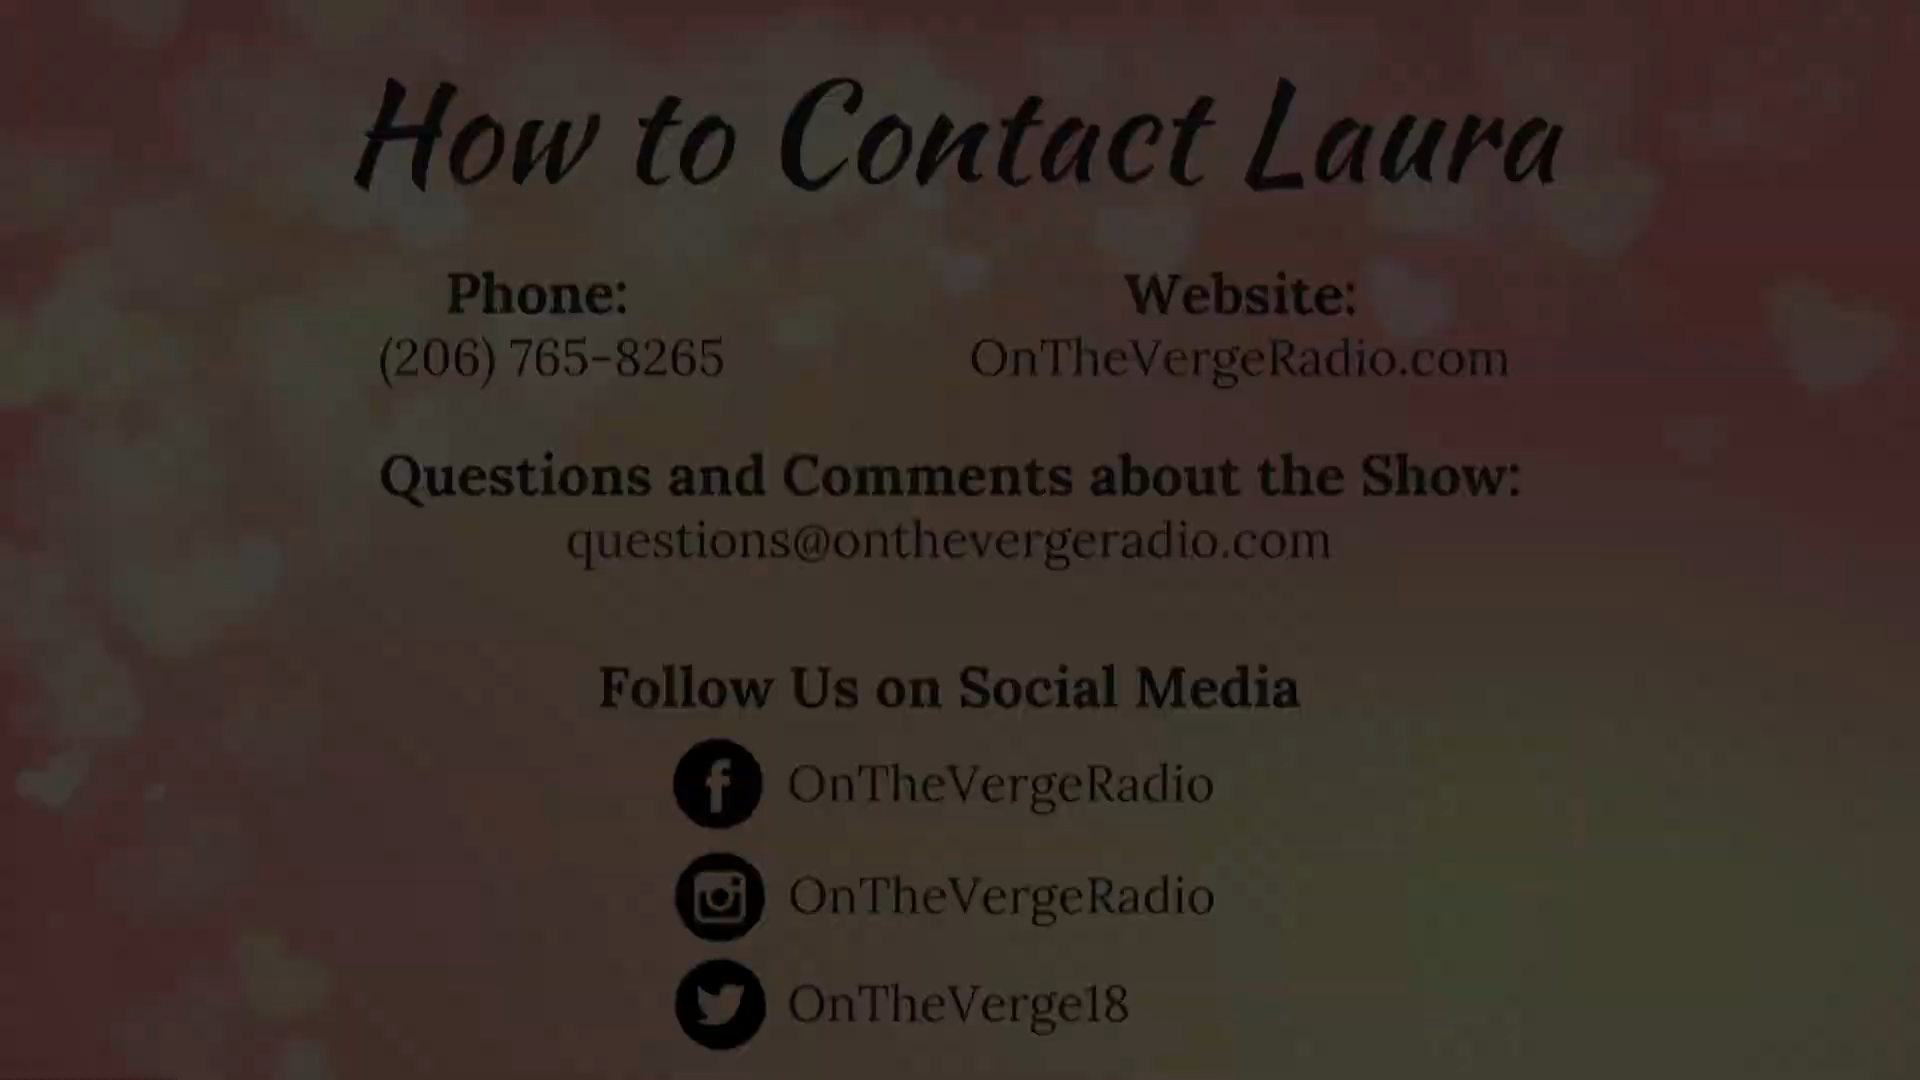 How to Contact Laura
Phone:
(206) 765-8265
Website:
OnTheVergeRadio.com
Questions and Comments about the Show:
questions@onthevergeradio.com
Follow Us on Social Media
OnTheVergeRadio
OnTheVergeRadio
OnTheVerge18